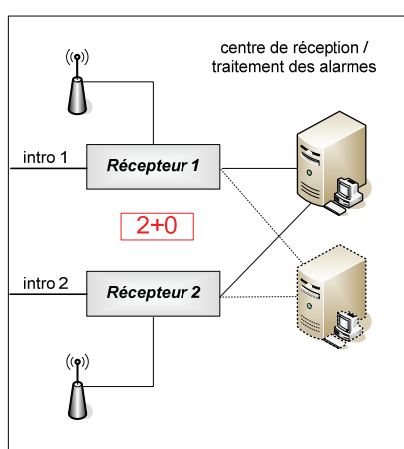 centre de réception /
traitement des alarmes
intro 1
Récepteur 1
2+0
intro 2
Récepteur 2